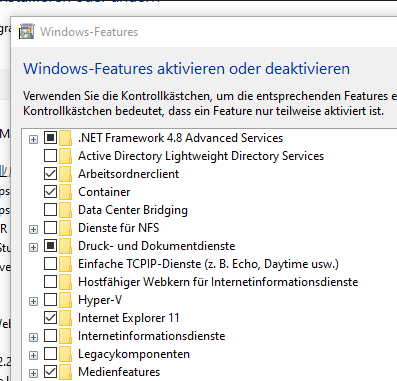 Windows-Features
Windows-Features aktivieren oder deaktivieren
Verwenden Sie die Kontrollkästchen, um die entsprechenden Features
Kontrollkästchen bedeutet, dass ein Feature nur teilweise aktiviert ist.
.NET Framework 4.8 Advanced Services
Active Directory Lightweight Directory Services
Arbeitsordnerclient
Container
Data Center Bridging
Dienste für NFS
Druck- und Dokumentdienste
Einfache TCPIP-Dienste (z. B. Echo, Daytime usw.)
Hostfähiger Webkern für Internetinformationsdienste
Hyper-V
Internet Explorer 11
Internetinformationsdienste
Legacykomponenten
Medienfeatures